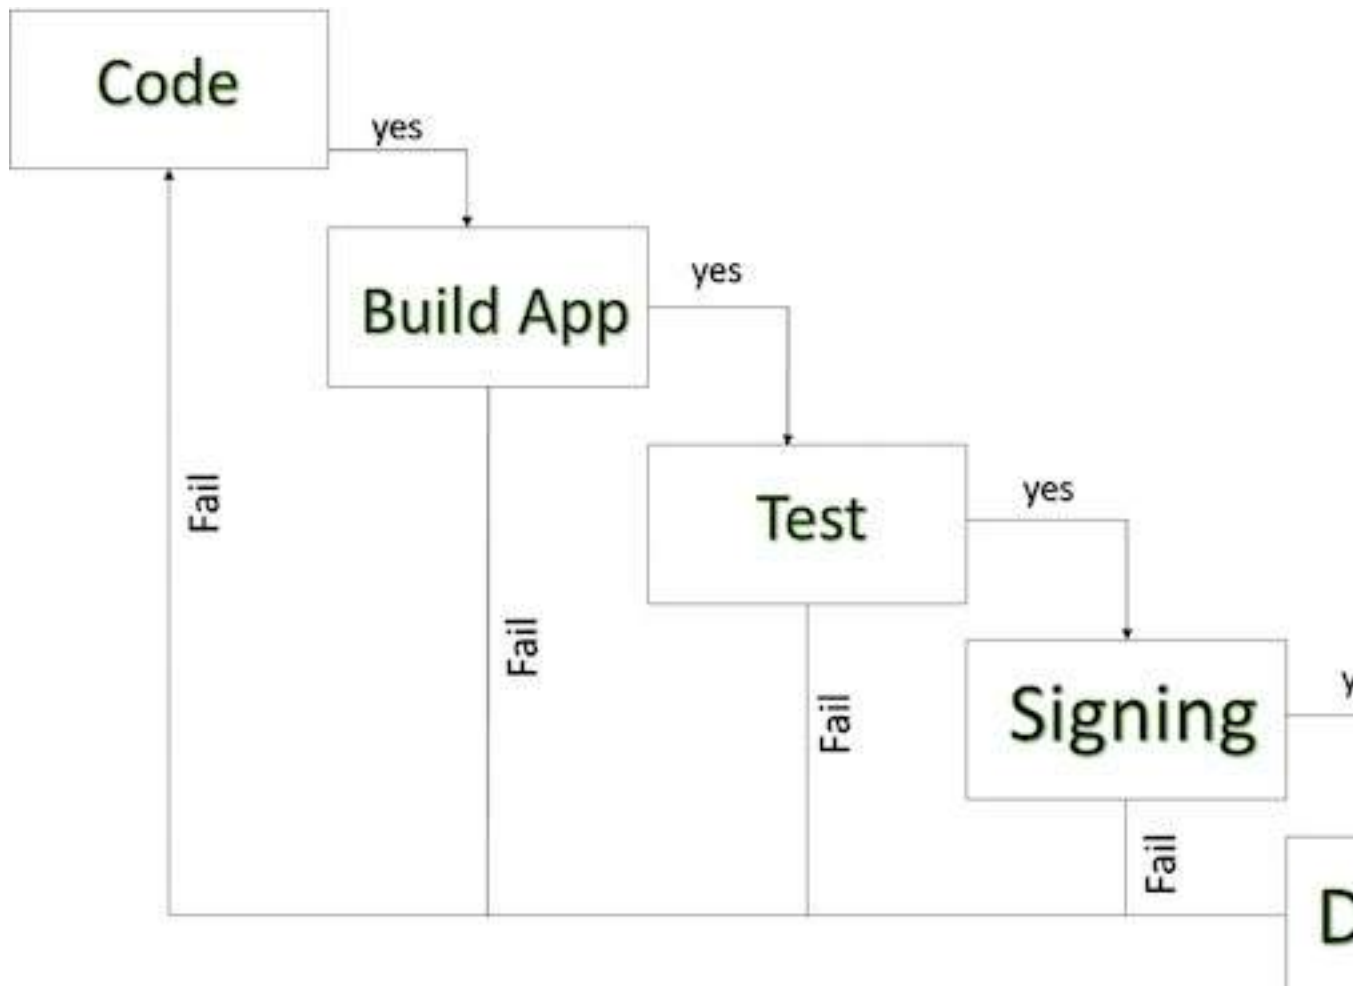 Code
yes
Build App
yes
Test
yes
Signing
Fail
Fail
Fail
Fail